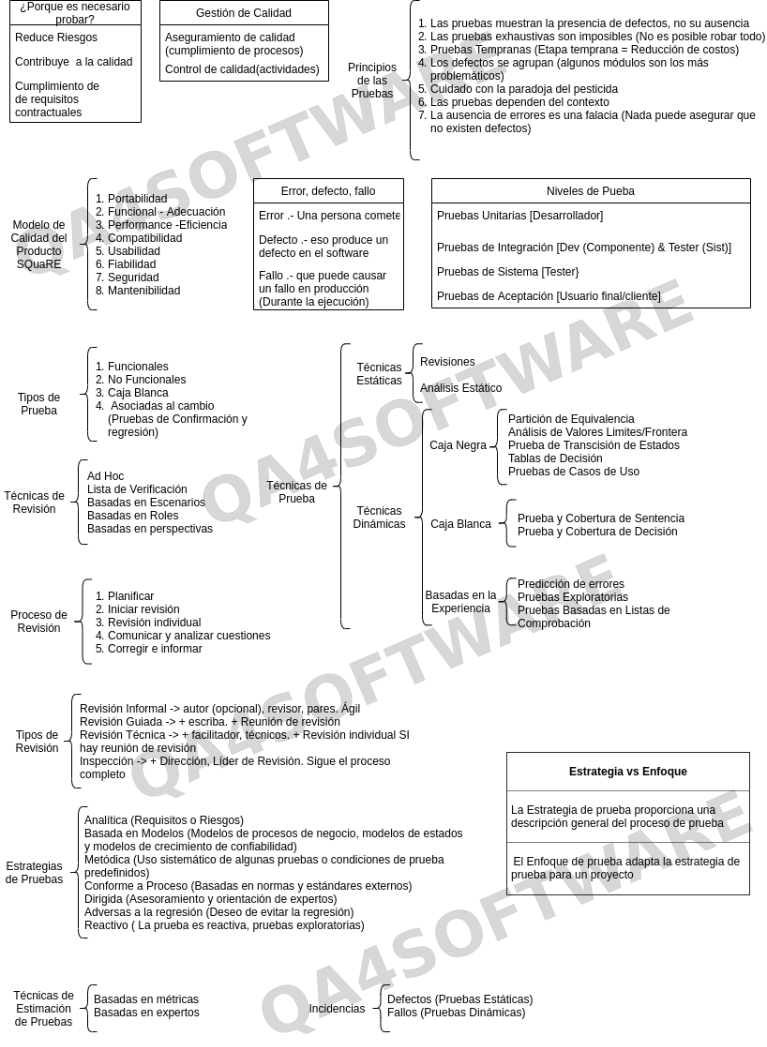 ¿Porque es necesario
probar?
Reduce Riesgos
Contribuye a la calidad
Cumplimiento de
de requisitos
contractuales
Gestión de Calidad
Aseguramiento de calidad
(cumplimiento de procesos)
Control de calidad(actividades)
Principios
de las
Pruebas
1. Las pruebas muestran la presencia de defectos, no su ausencia
2. Las pruebas exhaustivas son imposibles (No es posible robar todo)
3. Pruebas Tempranas (Etapa temprana = Reducción de costos)
4. Los defectos se agrupan (algunos módulos son los más
problemáticos)
5. Cuidado con la paradoja del pesticida
6. Las pruebas dependen del contexto
7. La ausencia de errores es una falacia (Nada puede asegurar que
no existen defectos)
Modelo de
Calidad del
Producto
SQuaRE
1. Portabilidad
2. Funcional - Adecuación
3. Performance -Eficiencia
4. Compatibilidad
5. Usabilidad
6. Fiabilidad
7. Seguridad
8. Mantenibilidad
Error, defecto, fallo
Error .- Una persona comete
Defecto .- eso produce un
defecto en el software
Fallo .- que puede causar
un fallo en producción
(Durante la ejecución)
Niveles de Pueba
Pruebas Unitarias [Desarrollador]
Pruebas de Integración [Dev (Componente) & Tester (Sist)]
Pruebas de Sistema [Tester}
Pruebas de Aceptación [Usuario final/cliente]
Tipos de
Prueba
1. Funcionales
2. No Funcionales
3. Caja Blanca
4. Asociadas al cambio
(Pruebas de Confirmación y
regresión)
Técnicas de
Revisión
Ad Hoc
Lista de Verificación
Basadas en Escenarios
Basadas en Roles
Basadas en perspectivas
Técnicas de
Prueba
Técnicas
Estáticas
Revisiones
Análisis Estático
Técnicas
Dinámicas
Caja Negra
Partición de Equivalencia
Análisis de Valores Limites/Frontera
Prueba de Transcisión de Estados
Tablas de Decisión
Pruebas de Casos de Uso
Caja Blanca
Prueba y Cobertura de Sentencia
Prueba y Cobertura de Decisión
Basadas en la
Experiencia
Predicción de errores
Pruebas Exploratorias
Pruebas Basadas en Listas de
Comprobación
Proceso de
Revisión
1. Planificar
2. Iniciar revisión
3. Revisión individual
4. Comunicar y analizar cuestiones
5. Corregir e informar
Tipos de
Revisión
Revisión Informal -> autor (opcional), revisor, pares. Ágil
Revisión Guiada -> + escriba. + Reunión de revisión
Revisión Técnica -> + facilitador, técnicos. + Revisión individual SI
hay reunión de revisión
Inspección -> + Dirección, Líder de Revisión. Sigue el proceso
completo
Estrategia vs Enfoque
La Estrategia de prueba proporciona una
descripción general del proceso de prueba
El Enfoque de prueba adapta la estrategia de
prueba para un proyecto
Estrategias
de Pruebas
Analítica (Requisitos o Riesgos)
Basada en Modelos (Modelos de procesos de negocio, modelos de estados
y modelos de crecimiento de confiabilidad)
Metódica (Uso sistemático de algunas pruebas o condiciones de prueba
predefinidos)
Conforme a Proceso (Basadas en normas y estándares externos)
Dirigida (Asesoramiento y orientación de expertos)
Adversas a la regresión (Deseo de evitar la regresión)
Reactivo ( La prueba es reactiva, pruebas exploratorias)
Técnicas de
Estimación
de Pruebas
Basadas en métricas
Basadas en expertos
Incidencias
Defectos (Pruebas Estáticas)
Fallos (Pruebas Dinámicas)
QA4SOFTWARE
QA4SOFTWARE
QA4SOFTWARE
QA4SOFTWARE